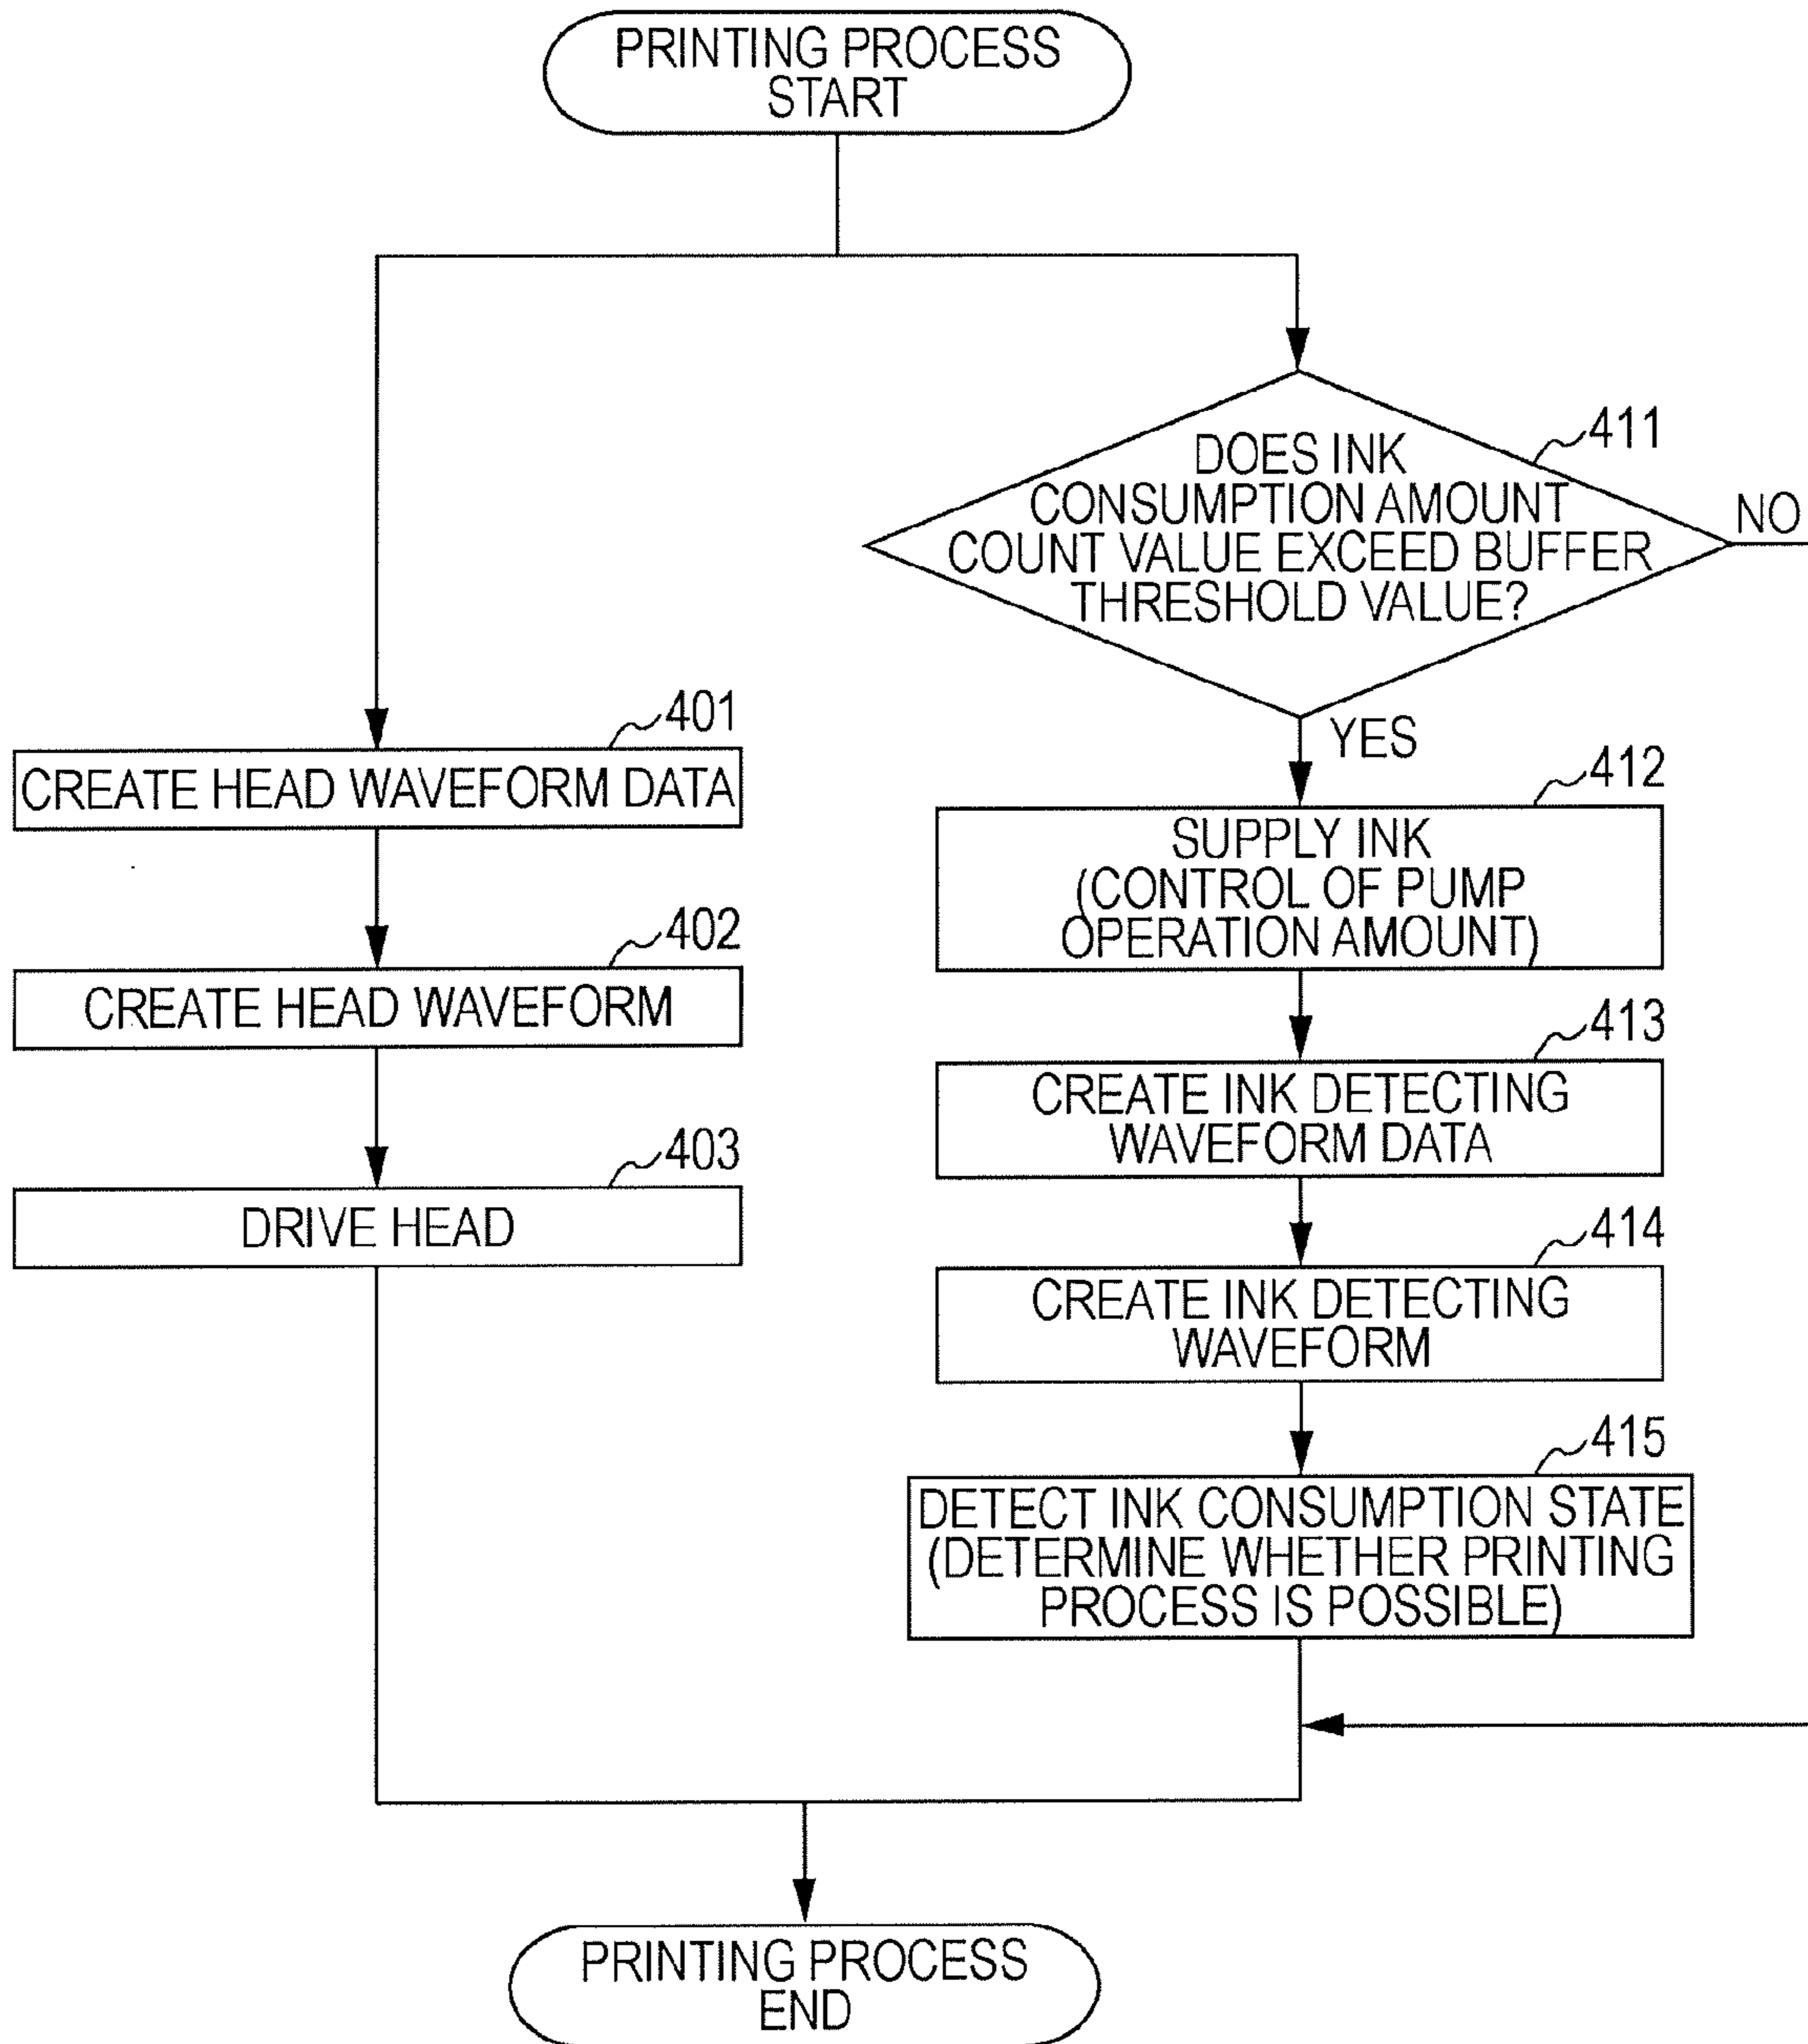 PRINTING PROCESS
START
411
DOES INK
CONSUMPTION AMOUNT
COUNT VALUE EXCEED BUFFER
THRESHOLD VALUE?
NO
YES
401
CREATE HEAD WAVEFORM DATA
402
CREATE HEAD WAVEFORM
403
DRIVE HEAD
412
SUPPLY INK
(CONTROL OF PUMP
OPERATION AMOUNT)
413
CREATE INK DETECTING
WAVEFORM DATA
414
CREATE INK DETECTING
WAVEFORM
415
DETECT INK CONSUMPTION STATE
(DETERMINE WHETHER PRINTING
PROCESS IS POSSIBLE)
PRINTING PROCESS
END